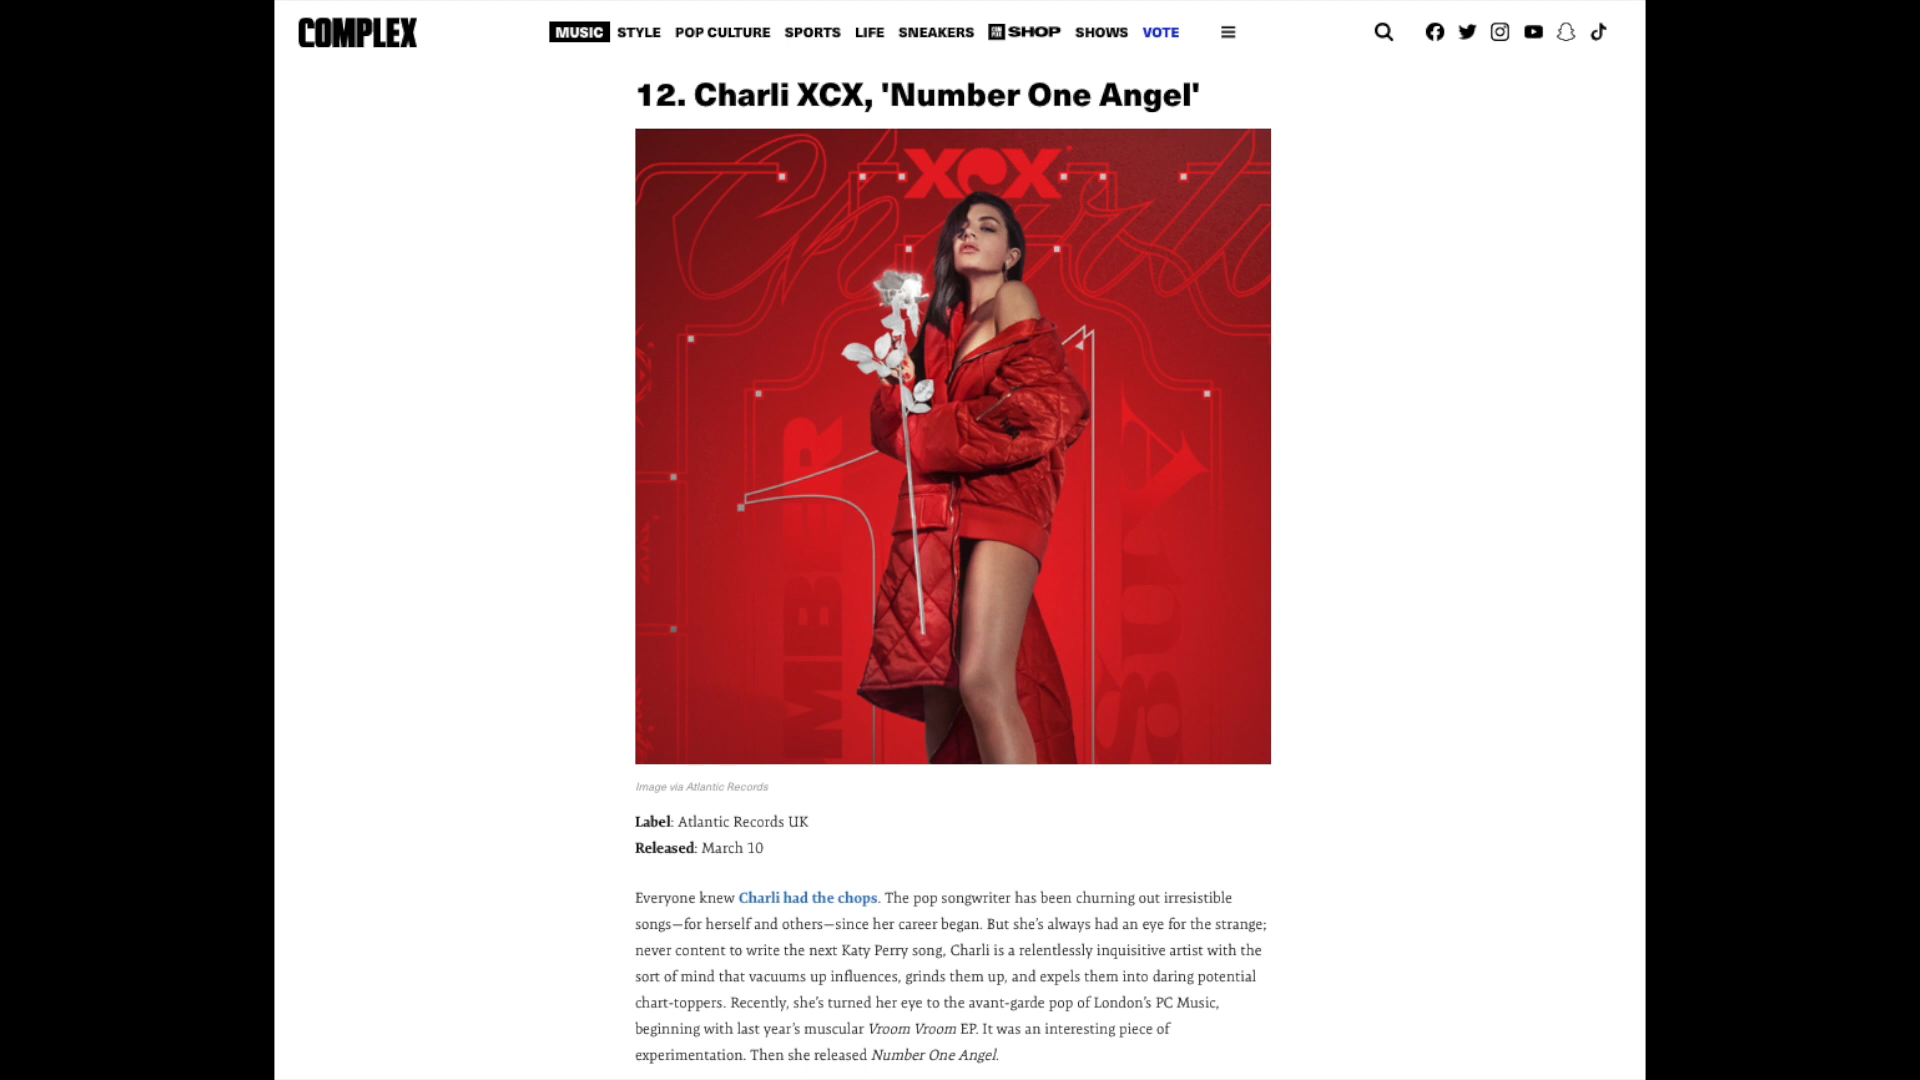 COMPLEX
MUSIC STYLE POP CULTURE SPORTS LIFE SNEAKERS COMPLEX SHOP SHOWS VOTE
12. Charli XCX, 'Number One Angel'
XCX
Charli
MBER
Image via Atlantic Records
Label: Atlantic Records UK
Released: March 10
Everyone knew Charli had the chops. The pop songwriter has been churning out irresistible
songs—for herself and others—since her career began. But she's always had an eye for the strange;
never content to write the next Katy Perry song, Charli is a relentlessly inquisitive artist with the
sort of mind that vacuums up influences, grinds them up, and expels them into daring potential
chart-toppers. Recently, she's turned her eye to the avant-garde pop of London's PC Music,
beginning with last year's muscular Vroom Vroom EP. It was an interesting piece of
experimentation. Then she released Number One Angel.